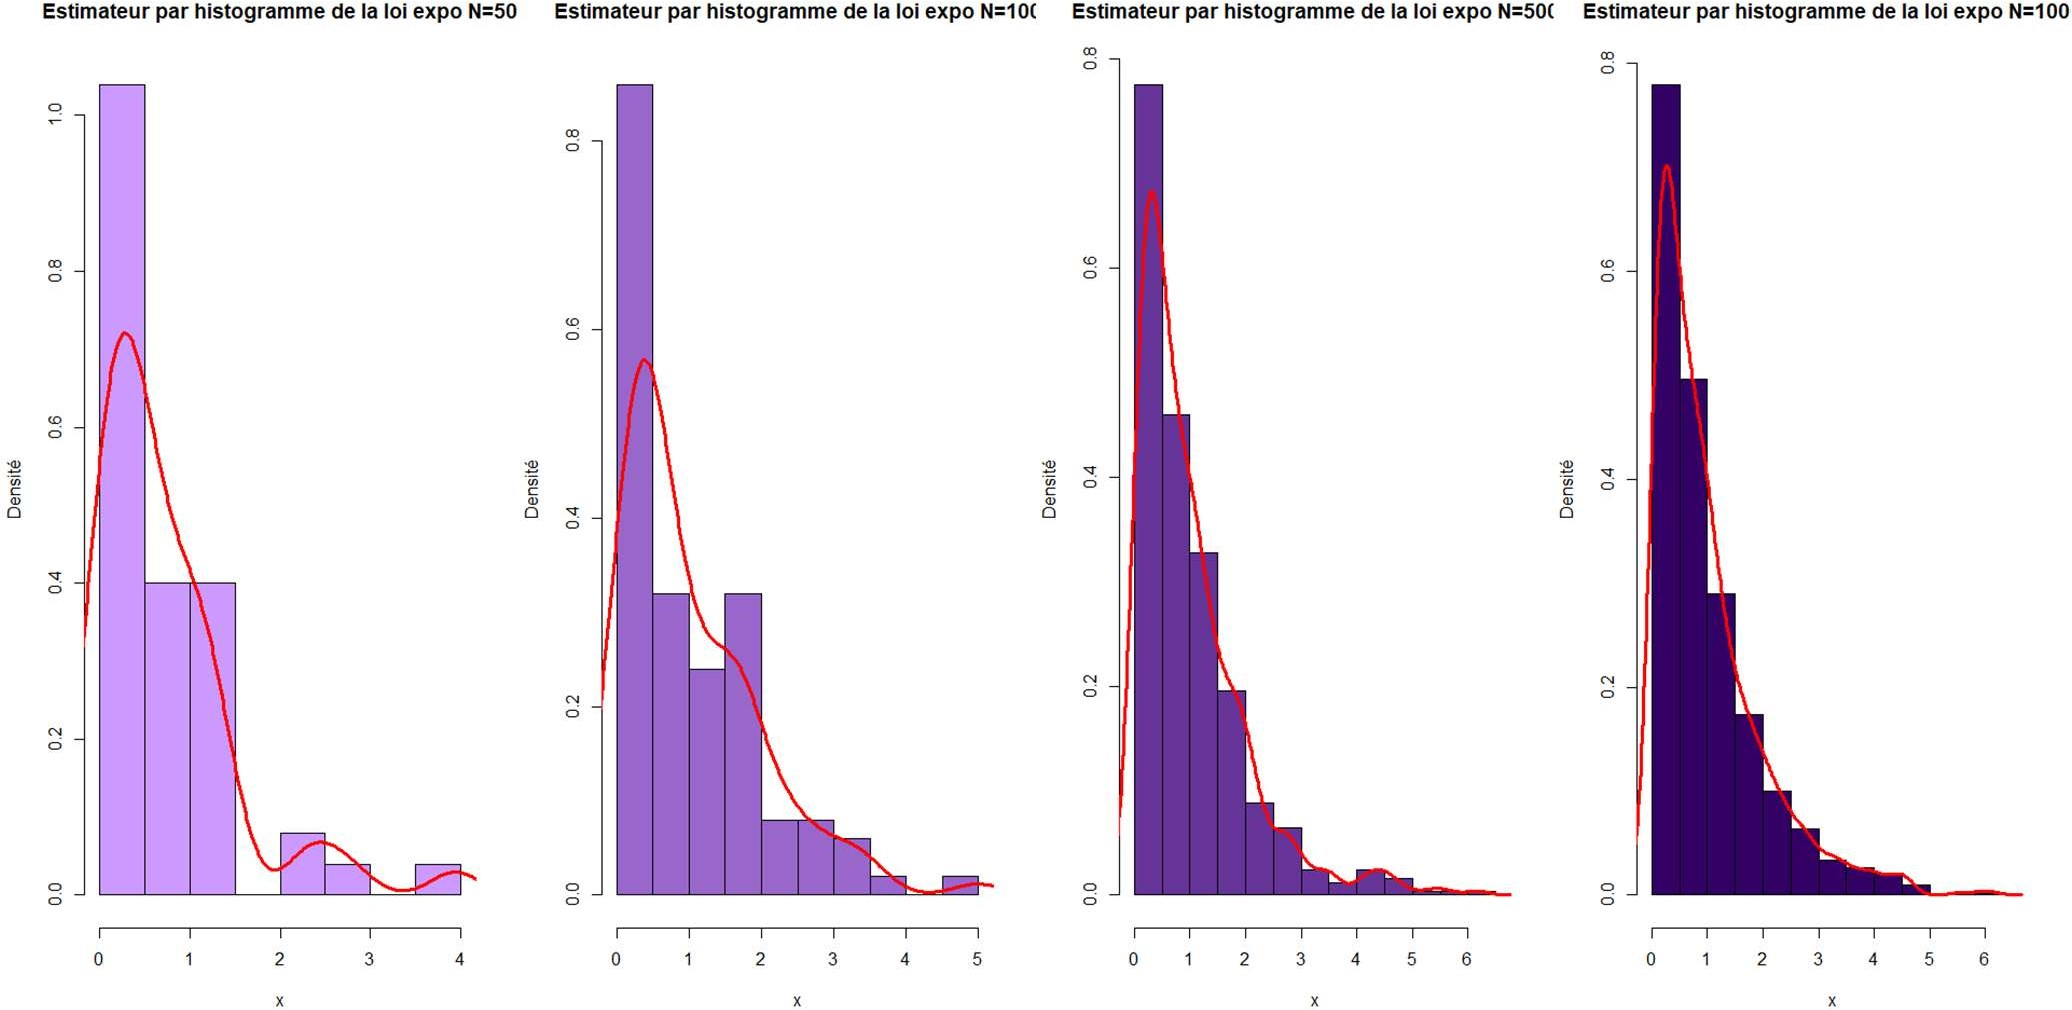 Estimateur par histogramme de la loi expo N=50
Densité
0.0 0.2 0.4 0.6 0.8 1.0
0 1 2 3 4
x
Estimateur par histogramme de la loi expo N=100
Densité
0.0 0.2 0.4 0.6 0.8
0 1 2 3 4 5
x
Estimateur par histogramme de la loi expo N=500
Densité
0.0 0.2 0.4 0.6 0.8
0 1 2 3 4 5 6
x
Estimateur par histogramme de la loi expo N=100
Densité
0.0 0.2 0.4 0.6 0.8
0 1 2 3 4 5 6
x